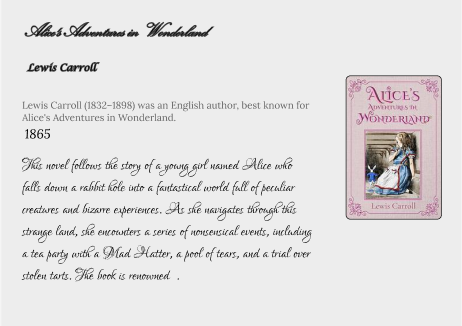 Alice's Adventures in Wonderland
Lewis Carroll
Lewis Carroll (1832–1898) was an English author, best known for
Alice's Adventures in Wonderland.
1865
This novel follows the story of a young girl named Alice who
falls down a rabbit hole into a fantastical world full of peculiar
creatures and bizarre experiences. As she navigates through this
strange land, she encounters a series of nonsensical events, including
a tea party with a Mad Hatter, a pool of tears, and a trial over
stolen tarts. The book is renowned .
ALICE'S
ADVENTURES IN
WONDERLAND
Lewis Carroll